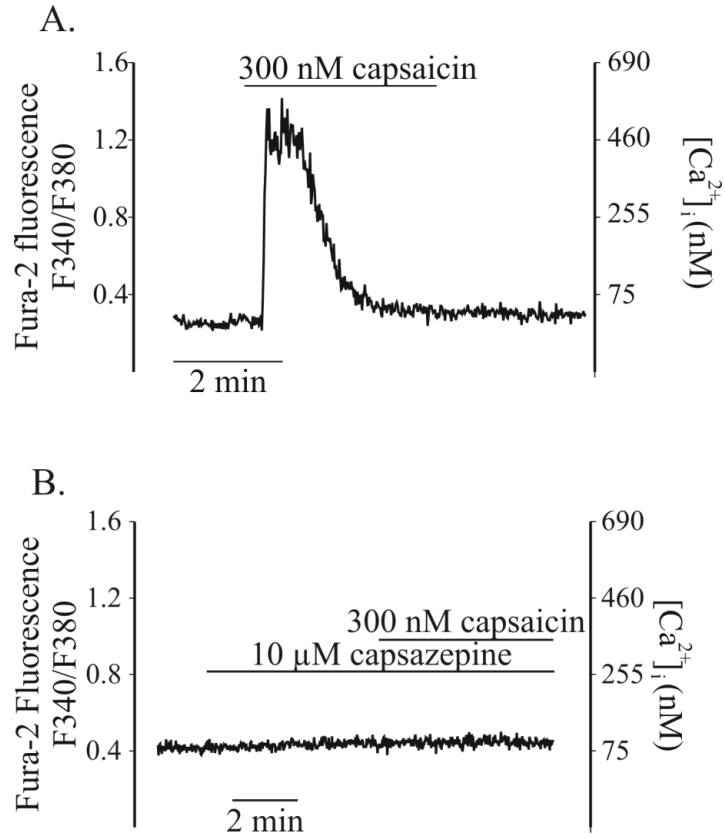 A.
Fura-2 fluorescence
F340/F380
1.6
1.2
0.8
0.4
300 nM capsaicin
2 min
690
460
255
75
[Ca²⁺]ᵢ (nM)
B.
Fura-2 Fluorescence
F340/F380
1.6
1.2
0.8
0.4
300 nM capsaicin
10 µM capsazepine
2 min
690
460
255
75
[Ca²⁺]ᵢ (nM)